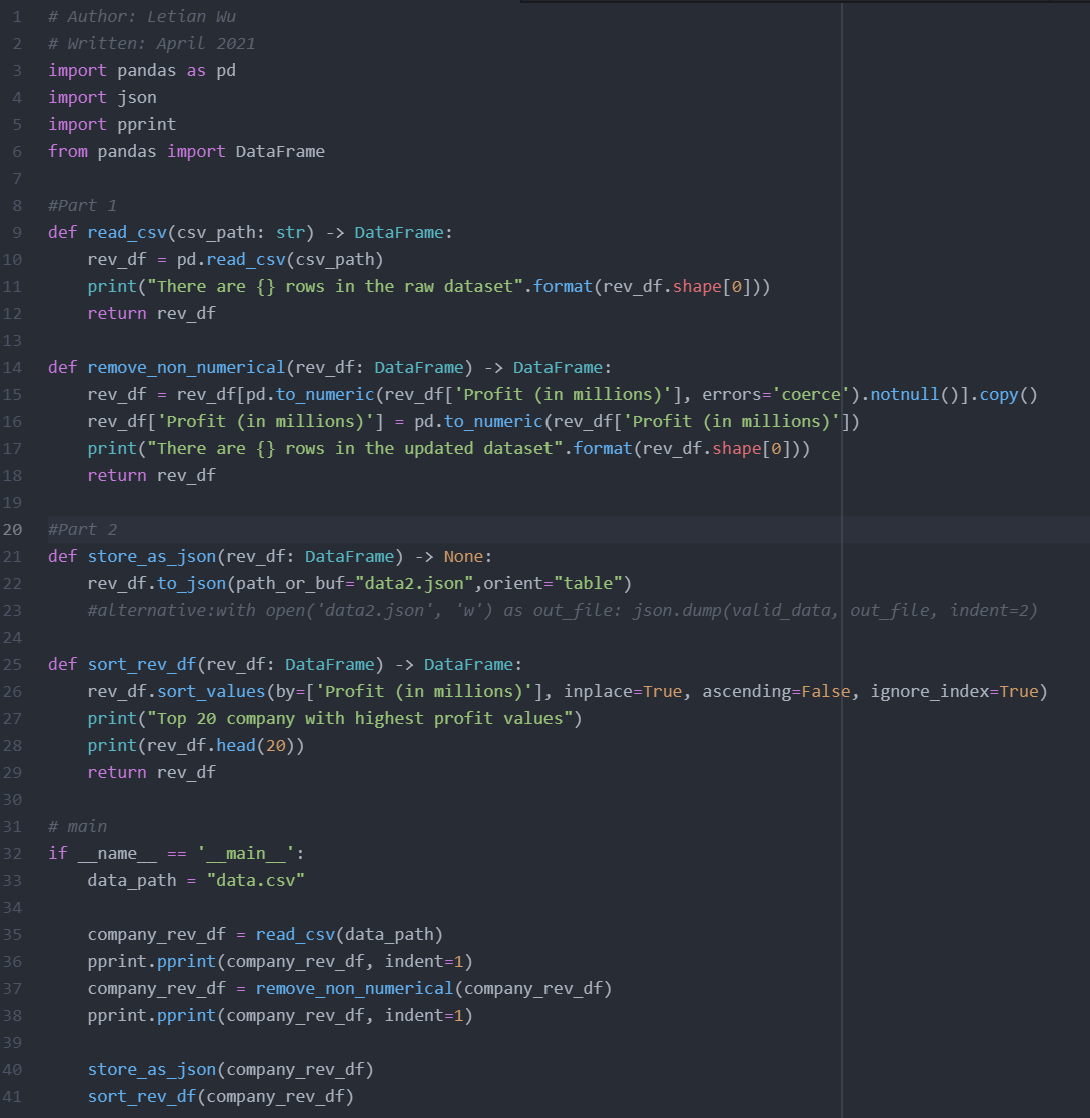 1 # Author: Letian Wu
2 # Written: April 2021
3 import pandas as pd
4 import json
5 import pprint
6 from pandas import DataFrame
7
8 #Part 1
9 def read_csv(csv_path: str) -> DataFrame:
10     rev_df = pd.read_csv(csv_path)
11     print("There are {} rows in the raw dataset".format(rev_df.shape[0]))
12     return rev_df
13
14 def remove_non_numerical(rev_df: DataFrame) -> DataFrame:
15     rev_df = rev_df[pd.to_numeric(rev_df['Profit (in millions)'], errors='coerce').notnull()].copy()
16     rev_df['Profit (in millions)'] = pd.to_numeric(rev_df['Profit (in millions)'])
17     print("There are {} rows in the updated dataset".format(rev_df.shape[0]))
18     return rev_df
19
20 #Part 2
21 def store_as_json(rev_df: DataFrame) -> None:
22     rev_df.to_json(path_or_buf="data2.json",orient="table")
23     #alternative:with open('data2.json', 'w') as out_file: json.dump(valid_data, out_file, indent=2)
24
25 def sort_rev_df(rev_df: DataFrame) -> DataFrame:
26     rev_df.sort_values(by=['Profit (in millions)'], inplace=True, ascending=False, ignore_index=True)
27     print("Top 20 company with highest profit values")
28     print(rev_df.head(20))
29     return rev_df
30
31 # main
32 if __name__ == '__main__':
33     data_path = "data.csv"
34
35     company_rev_df = read_csv(data_path)
36     pprint.pprint(company_rev_df, indent=1)
37     company_rev_df = remove_non_numerical(company_rev_df)
38     pprint.pprint(company_rev_df, indent=1)
39
40     store_as_json(company_rev_df)
41     sort_rev_df(company_rev_df)